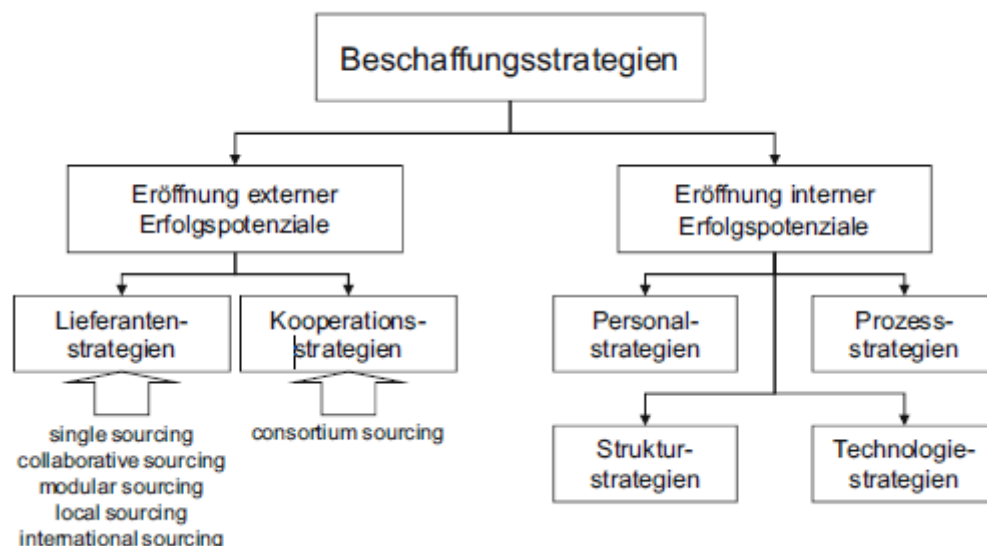 Beschaffungsstrategien
Eröffnung externer
Erfolgspotenziale
Eröffnung interner
Erfolgspotenziale
Lieferanten-
strategien
Kooperations-
strategien
Personal-
strategien
Prozess-
strategien
single sourcing
collaborative sourcing
modular sourcing
local sourcing
international sourcing
consortium sourcing
Struktur-
strategien
Technologie-
strategien